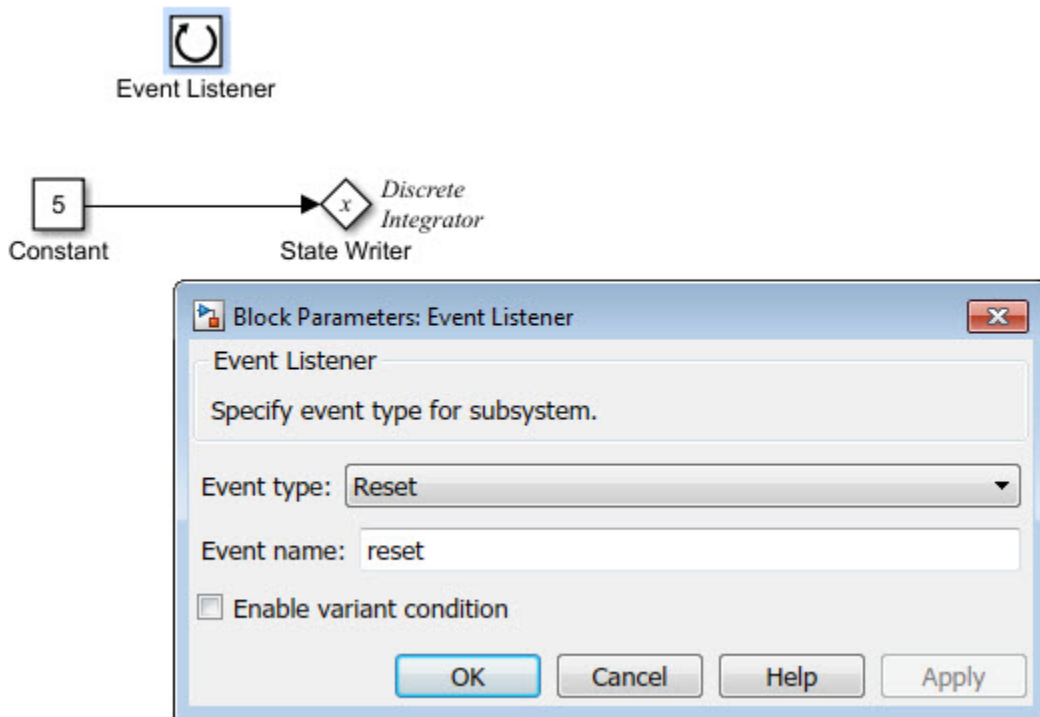 Event Listener
5
x
Discrete
Integrator
Constant
State Writer
Block Parameters: Event Listener
Event Listener
Specify event type for subsystem.
Event type: Reset
Event name: reset
Enable variant condition
OK Cancel Help Apply